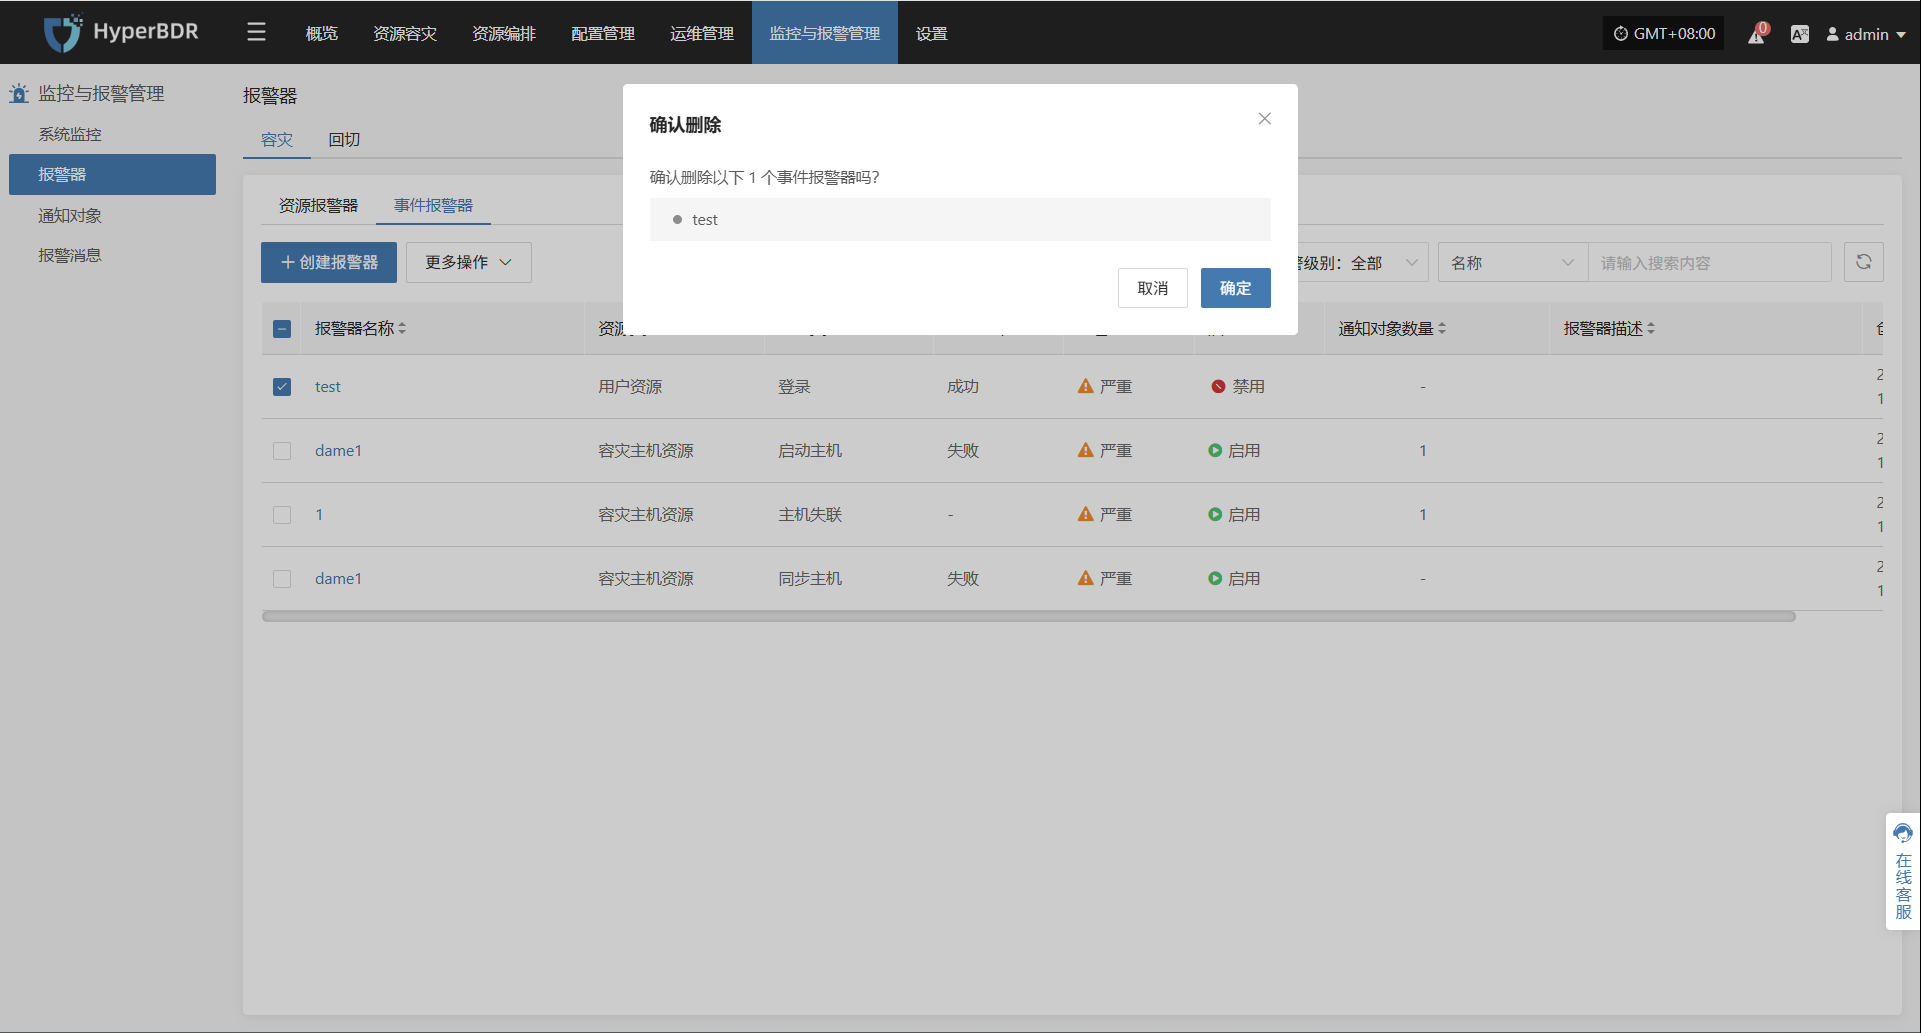 HyperBDR
概览
资源容灾
资源编排
配置管理
运维管理
监控与报警管理
设置
GMT+08:00
0
admin
监控与报警管理
系统监控
报警器
通知对象
报警消息
报警器
容灾
回切
资源报警器
事件报警器
创建报警器
更多操作
级别：全部
名称
请输入搜索内容
确认删除
确认删除以下 1 个事件报警器吗？
test
取消
确定
报警器名称
资源
通知对象数量
报警器描述
test 用户资源 登录 成功 严重 禁用 -
dame1 容灾主机资源 启动主机 失败 严重 启用 1
1 容灾主机资源 主机失联 - 严重 启用 1
dame1 容灾主机资源 同步主机 失败 严重 启用 -
在线客服